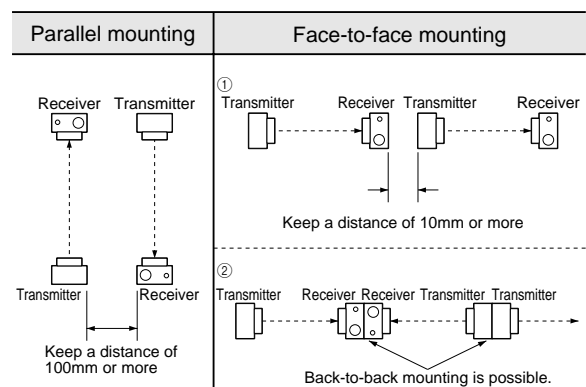 Parallel mounting
Face-to-face mounting
Receiver Transmitter
Transmitter Receiver
Keep a distance of
100mm or more
①
Transmitter Receiver Transmitter Receiver
Keep a distance of 10mm or more
②
Transmitter Receiver Receiver Transmitter Transmitter
Back-to-back mounting is possible.